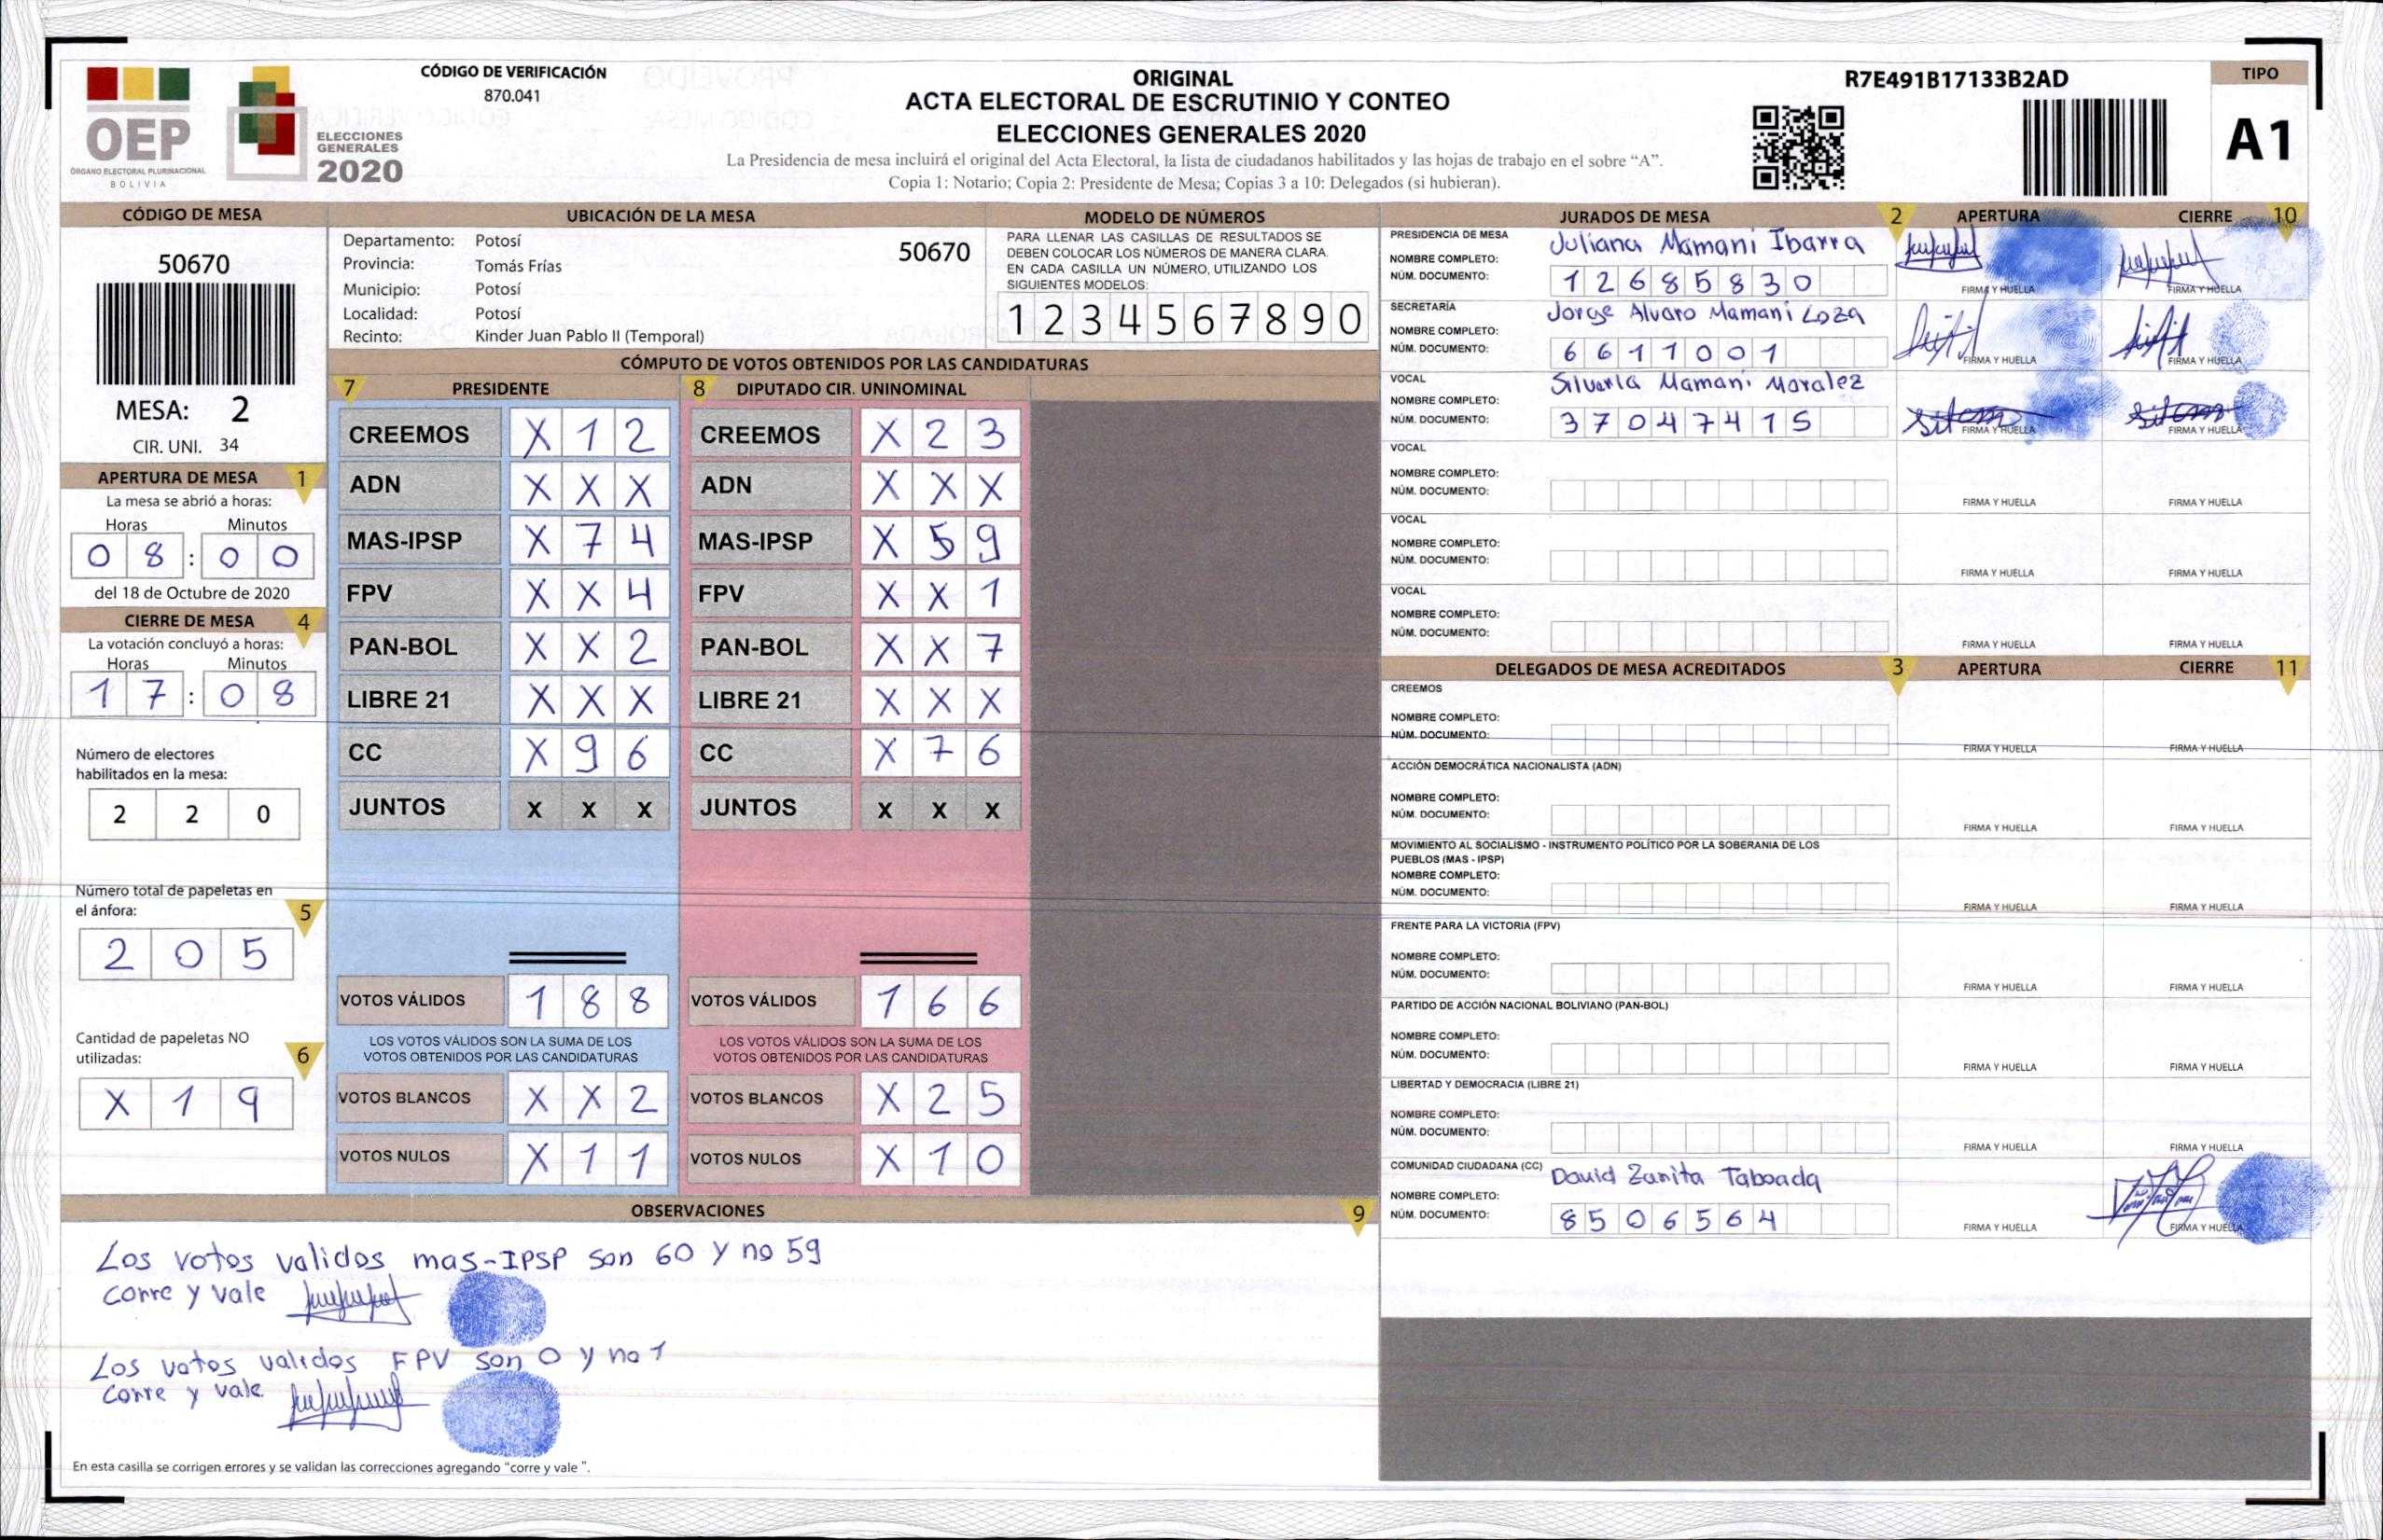 CÓDIGO DE VERIFICACIÓN
870.041
OEP
ÓRGANO ELECTORAL PLURINACIONAL
BOLIVIA
ELECCIONES
GENERALES
2020
ORIGINAL
ACTA ELECTORAL DE ESCRUTINIO Y CONTEO
ELECCIONES GENERALES 2020
La Presidencia de mesa incluirá el original del Acta Electoral, la lista de ciudadanos habilitados y las hojas de trabajo en el sobre “A”.
Copia 1: Notario; Copia 2: Presidente de Mesa; Copias 3 a 10: Delegados (si hubieran).
R7E491B17133B2AD
TIPO
A1
CÓDIGO DE MESA
50670
MESA: 2
CIR. UNI. 34
APERTURA DE MESA 1
La mesa se abrió a horas:
Horas Minutos
0 8 : 0 0
del 18 de Octubre de 2020
CIERRE DE MESA 4
La votación concluyó a horas:
Horas Minutos
1 7 : 0 8
Número de electores
habilitados en la mesa:
2 2 0
Número total de papeletas en
el ánfora: 5
2 0 5
Cantidad de papeletas NO
utilizadas: 6
X 1 9
UBICACIÓN DE LA MESA
Departamento: Potosí 50670
Provincia: Tomás Frías
Municipio: Potosí
Localidad: Potosí
Recinto: Kinder Juan Pablo II (Temporal)
MODELO DE NÚMEROS
PARA LLENAR LAS CASILLAS DE RESULTADOS SE
DEBEN COLOCAR LOS NÚMEROS DE MANERA CLARA.
EN CADA CASILLA UN NÚMERO, UTILIZANDO LOS
SIGUIENTES MODELOS:
1 2 3 4 5 6 7 8 9 0
CÓMPUTO DE VOTOS OBTENIDOS POR LAS CANDIDATURAS
7 PRESIDENTE
CREEMOS X 1 2
ADN X X X
MAS-IPSP X 7 4
FPV X X 4
PAN-BOL X X 2
LIBRE 21 X X X
CC X 9 6
JUNTOS X X X
VOTOS VÁLIDOS 1 8 8
LOS VOTOS VÁLIDOS SON LA SUMA DE LOS
VOTOS OBTENIDOS POR LAS CANDIDATURAS
VOTOS BLANCOS X X 2
VOTOS NULOS X 1 1
8 DIPUTADO CIR. UNINOMINAL
CREEMOS X 2 3
ADN X X X
MAS-IPSP X 5 9
FPV X X 1
PAN-BOL X X 7
LIBRE 21 X X X
CC X 7 6
JUNTOS X X X
VOTOS VÁLIDOS 1 6 6
LOS VOTOS VÁLIDOS SON LA SUMA DE LOS
VOTOS OBTENIDOS POR LAS CANDIDATURAS
VOTOS BLANCOS X 2 5
VOTOS NULOS X 1 0
OBSERVACIONES 9
Los votos validos mas-IPSP son 60 y no 59
corre y vale
Los votos validos FPV son 0 y no 1
corre y vale
En esta casilla se corrigen errores y se validan las correcciones agregando “corre y vale ”.
JURADOS DE MESA 2 APERTURA CIERRE 10
PRESIDENCIA DE MESA
NOMBRE COMPLETO: Juliana Mamani Ibarra
NÚM. DOCUMENTO: 1 2 6 8 5 8 3 0
FIRMA Y HUELLA FIRMA Y HUELLA
SECRETARÍA
NOMBRE COMPLETO: Jorge Alvaro Mamani Loza
NÚM. DOCUMENTO: 6 6 1 1 0 0 1
FIRMA Y HUELLA FIRMA Y HUELLA
VOCAL
NOMBRE COMPLETO: Silveria Mamani Moralez
NÚM. DOCUMENTO: 3 7 0 4 7 4 1 5
FIRMA Y HUELLA FIRMA Y HUELLA
VOCAL
NOMBRE COMPLETO:
NÚM. DOCUMENTO:
FIRMA Y HUELLA FIRMA Y HUELLA
VOCAL
NOMBRE COMPLETO:
NÚM. DOCUMENTO:
FIRMA Y HUELLA FIRMA Y HUELLA
VOCAL
NOMBRE COMPLETO:
NÚM. DOCUMENTO:
FIRMA Y HUELLA FIRMA Y HUELLA
DELEGADOS DE MESA ACREDITADOS 3 APERTURA CIERRE 11
CREEMOS
NOMBRE COMPLETO:
NÚM. DOCUMENTO:
FIRMA Y HUELLA FIRMA Y HUELLA
ACCIÓN DEMOCRÁTICA NACIONALISTA (ADN)
NOMBRE COMPLETO:
NÚM. DOCUMENTO:
FIRMA Y HUELLA FIRMA Y HUELLA
MOVIMIENTO AL SOCIALISMO - INSTRUMENTO POLÍTICO POR LA SOBERANIA DE LOS
PUEBLOS (MAS - IPSP)
NOMBRE COMPLETO:
NÚM. DOCUMENTO:
FIRMA Y HUELLA FIRMA Y HUELLA
FRENTE PARA LA VICTORIA (FPV)
NOMBRE COMPLETO:
NÚM. DOCUMENTO:
FIRMA Y HUELLA FIRMA Y HUELLA
PARTIDO DE ACCIÓN NACIONAL BOLIVIANO (PAN-BOL)
NOMBRE COMPLETO:
NÚM. DOCUMENTO:
FIRMA Y HUELLA FIRMA Y HUELLA
LIBERTAD Y DEMOCRACIA (LIBRE 21)
NOMBRE COMPLETO:
NÚM. DOCUMENTO:
FIRMA Y HUELLA FIRMA Y HUELLA
COMUNIDAD CIUDADANA (CC)
NOMBRE COMPLETO: David Zanita Taboada
NÚM. DOCUMENTO: 8 5 0 6 5 6 4
FIRMA Y HUELLA FIRMA Y HUELLA